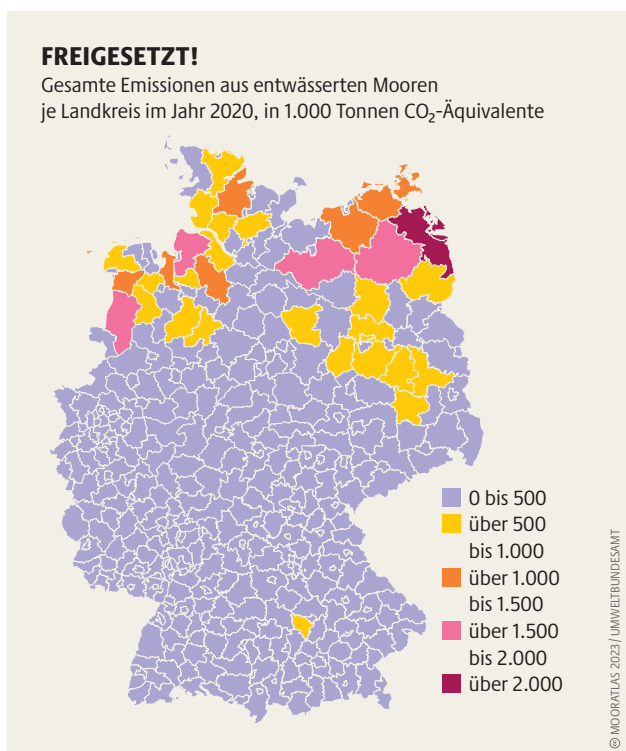 FREIGESETZT!
Gesamte Emissionen aus entwässerten Mooren
je Landkreis im Jahr 2020, in 1.000 Tonnen CO₂-Äquivalente
0 bis 500
über 500
bis 1.000
über 1.000
bis 1.500
über 1.500
bis 2.000
über 2.000
🅭 MOORATLAS 2023 / UMWELTBUNDESAMT